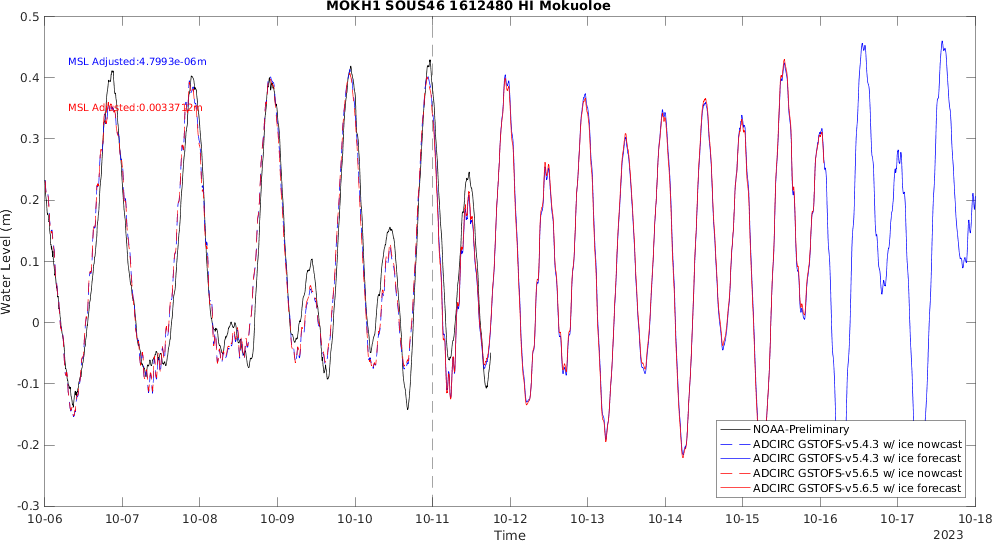 MOKH1 SOUS46 1612480 HI Mokuoloe
0.5
0.4
0.3
0.2
0.1
0
-0.1
-0.2
-0.3
Water Level (m)
MSL Adjusted:4.7993e-06m
MSL Adjusted:0.0033712m
NOAA-Preliminary
ADCIRC GSTOFS-v5.4.3 w/ ice nowcast
ADCIRC GSTOFS-v5.4.3 w/ ice forecast
ADCIRC GSTOFS-v5.6.5 w/ ice nowcast
ADCIRC GSTOFS-v5.6.5 w/ ice forecast
10-06 10-07 10-08 10-09 10-10 10-11 10-12 10-13 10-14 10-15 10-16 10-17 10-18
Time
2023